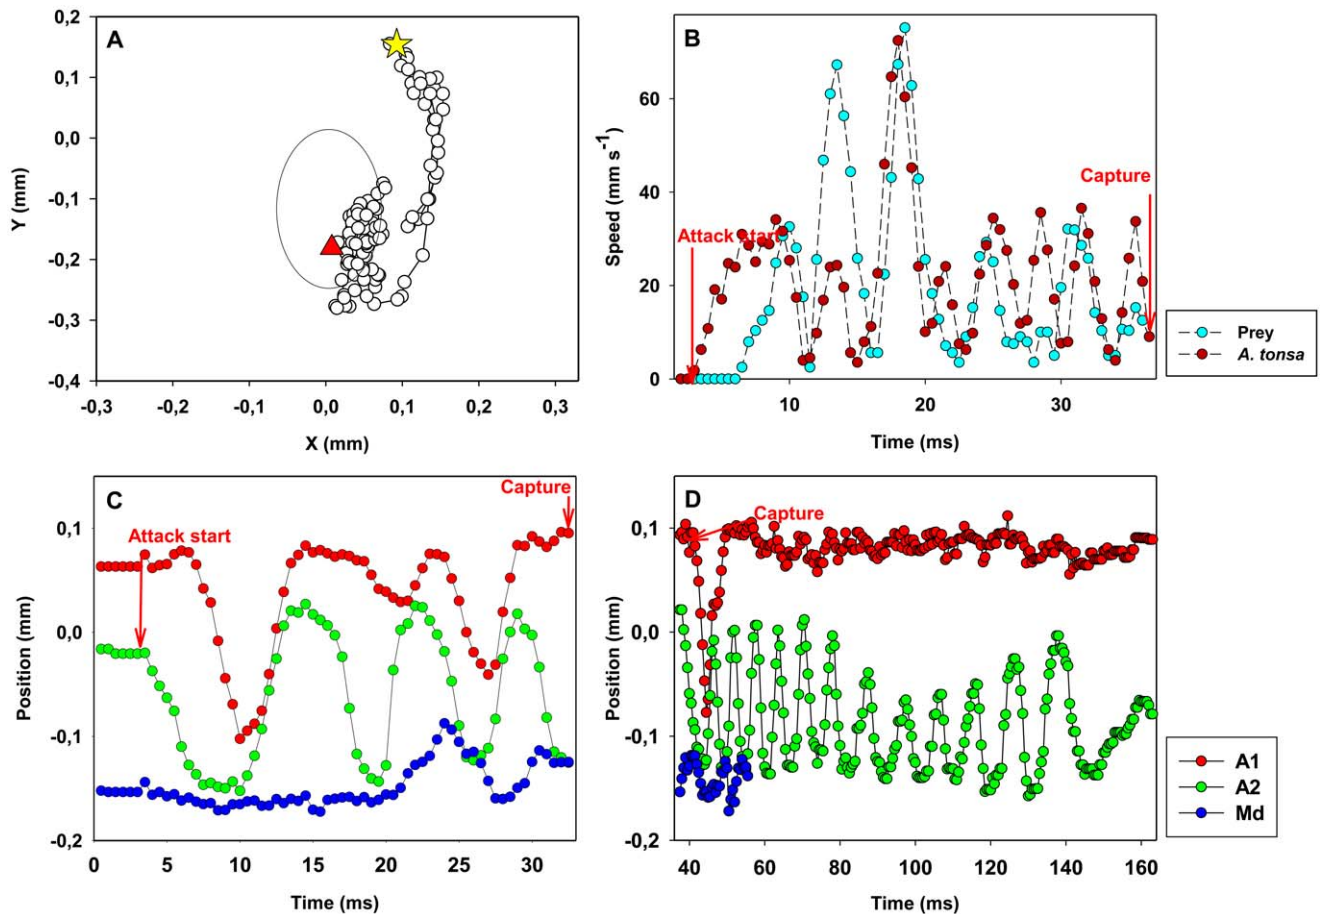 A
0,2
0,1
0,0
-0,1
-0,2
-0,3
-0,4
Y (mm)
-0,3 -0,2 -0,1 0,0 0,1 0,2 0,3
X (mm)
B
60
40
20
0
Speed (mm s-1)
Attack start
Capture
10 20 30
Time (ms)
Prey
A. tonsa
C
0,1
0,0
-0,1
-0,2
Position (mm)
Attack start
Capture
0 5 10 15 20 25 30
Time (ms)
D
0,1
0,0
-0,1
-0,2
Position (mm)
Capture
40 60 80 100 120 140 160
Time (ms)
A1
A2
Md